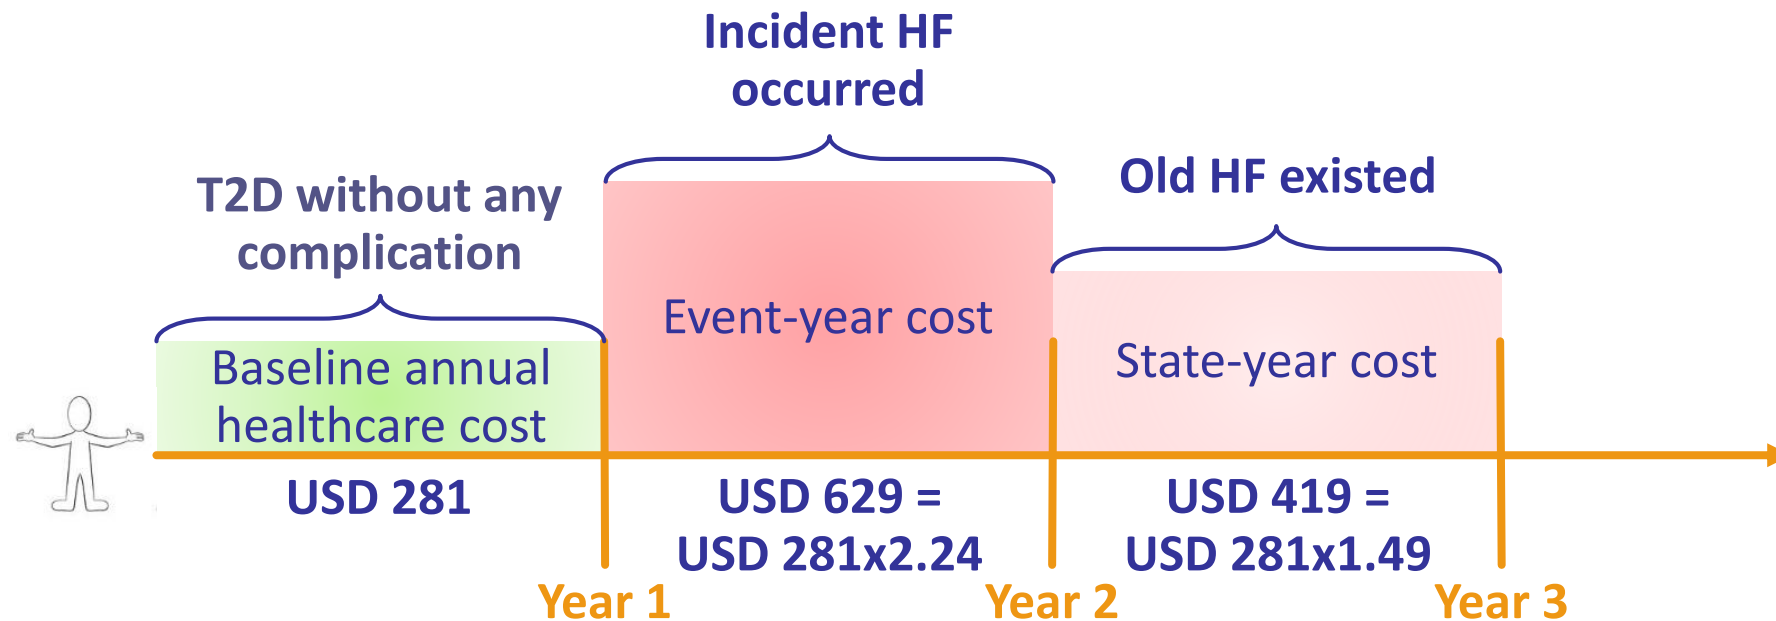 Incident HF
occurred
T2D without any
complication
Old HF existed
Baseline annual
healthcare cost
Event-year cost
State-year cost
USD 281
USD 629 =
USD 281x2.24
USD 419 =
USD 281x1.49
Year 1
Year 2
Year 3